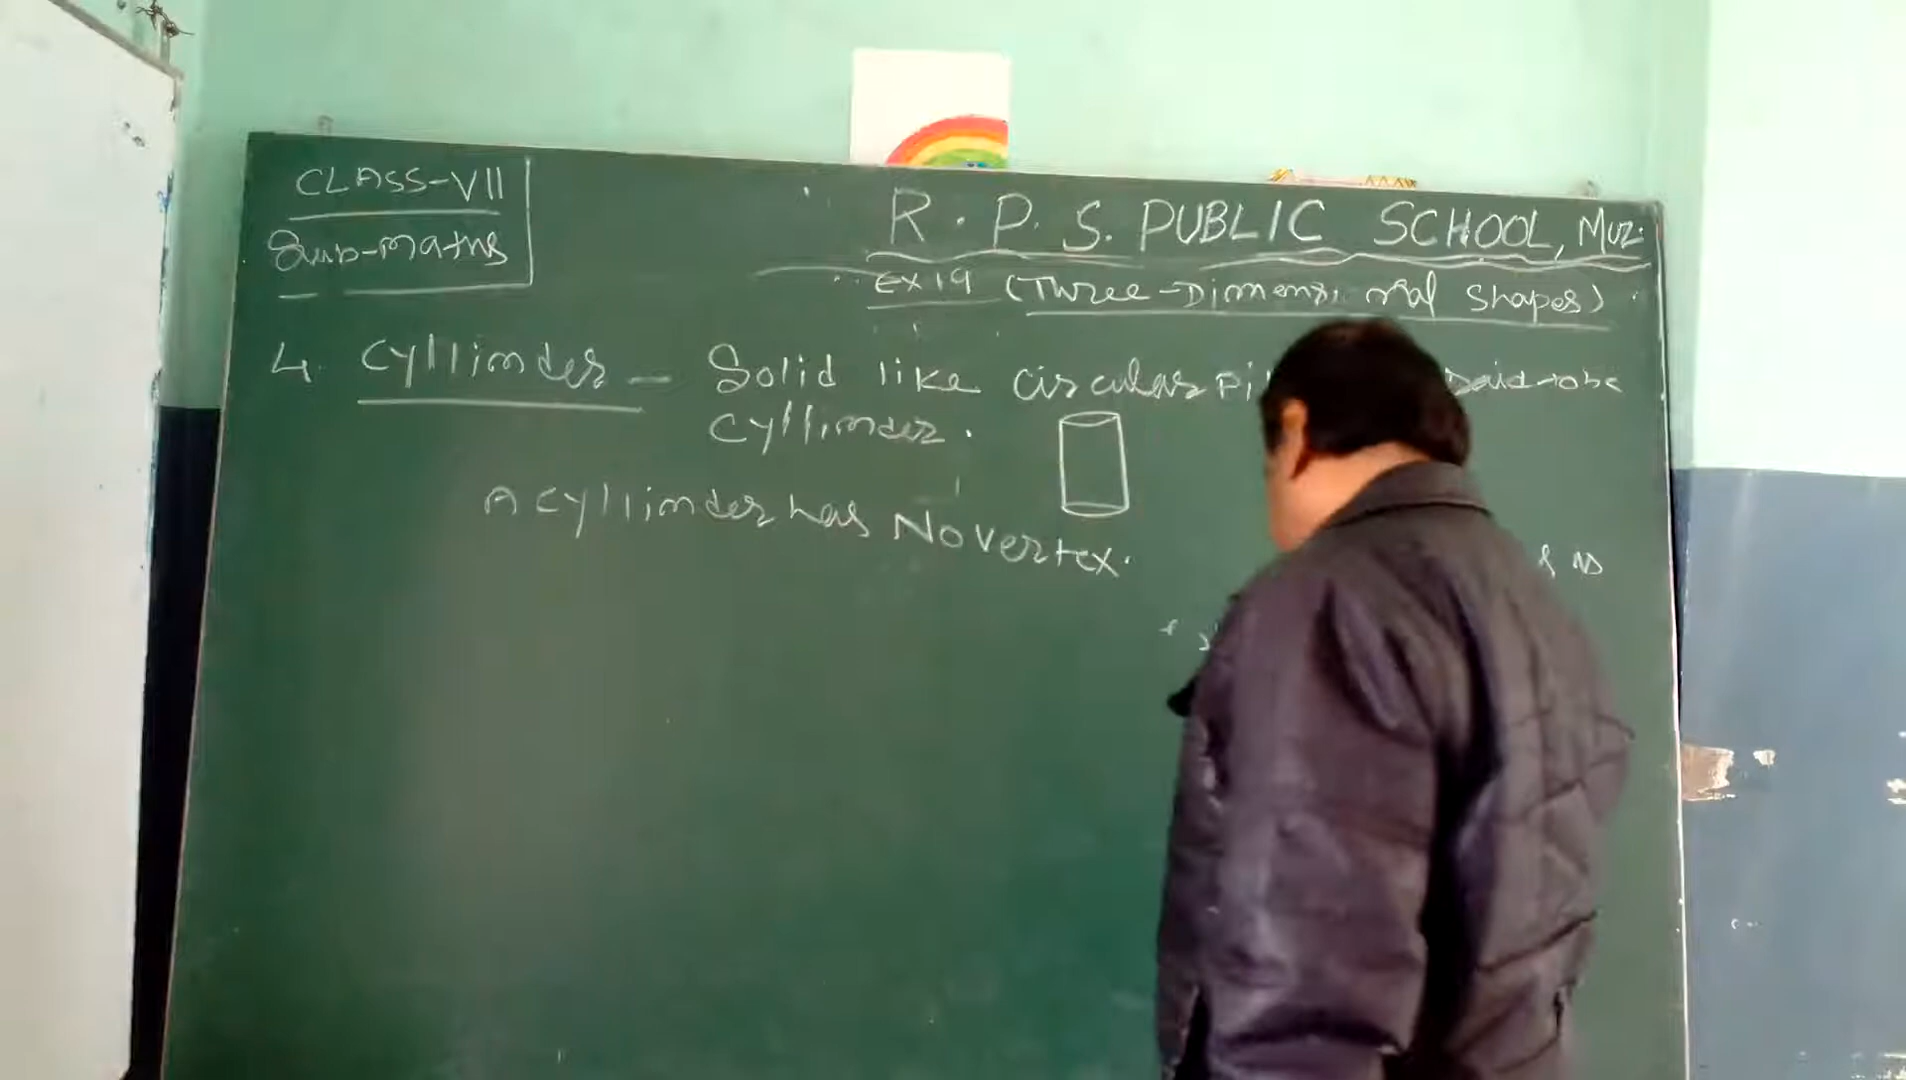 CLASS-VII
Sub-Maths
R. P. S. PUBLIC SCHOOL, MUZ.
EX 19 (Three-Dimensional Shapes)
4. Cyllinder – Solid like circular Pi said to be
Cyllinder.
A Cyllinder has No vertex.